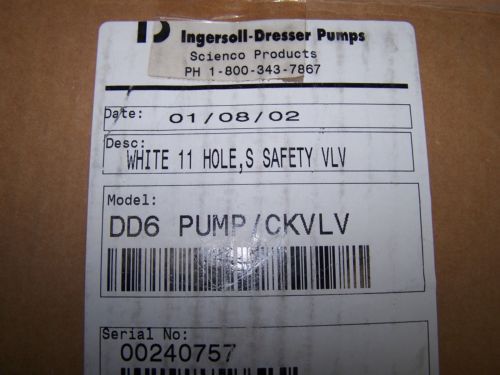 Ingersoll-Dresser Pumps
Scienco Products
PH 1-800-343-7867
Date: 01/08/02
Desc:
WHITE 11 HOLE,S SAFETY VLV
Model:
DD6 PUMP/CKVLV
Serial No:
00240757